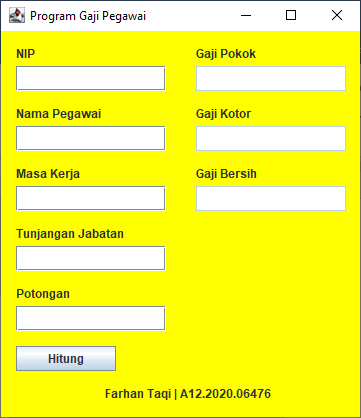 Program Gaji Pegawai
NIP
Gaji Pokok
Nama Pegawai
Gaji Kotor
Masa Kerja
Gaji Bersih
Tunjangan Jabatan
Potongan
Hitung
Farhan Taqi | A12.2020.06476